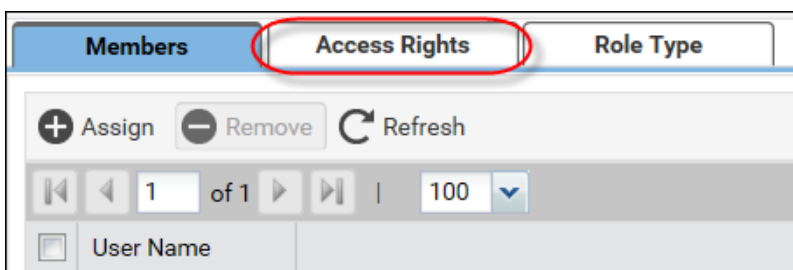 Members Access Rights Role Type
Assign Remove Refresh
1 of 1 | 100
User Name